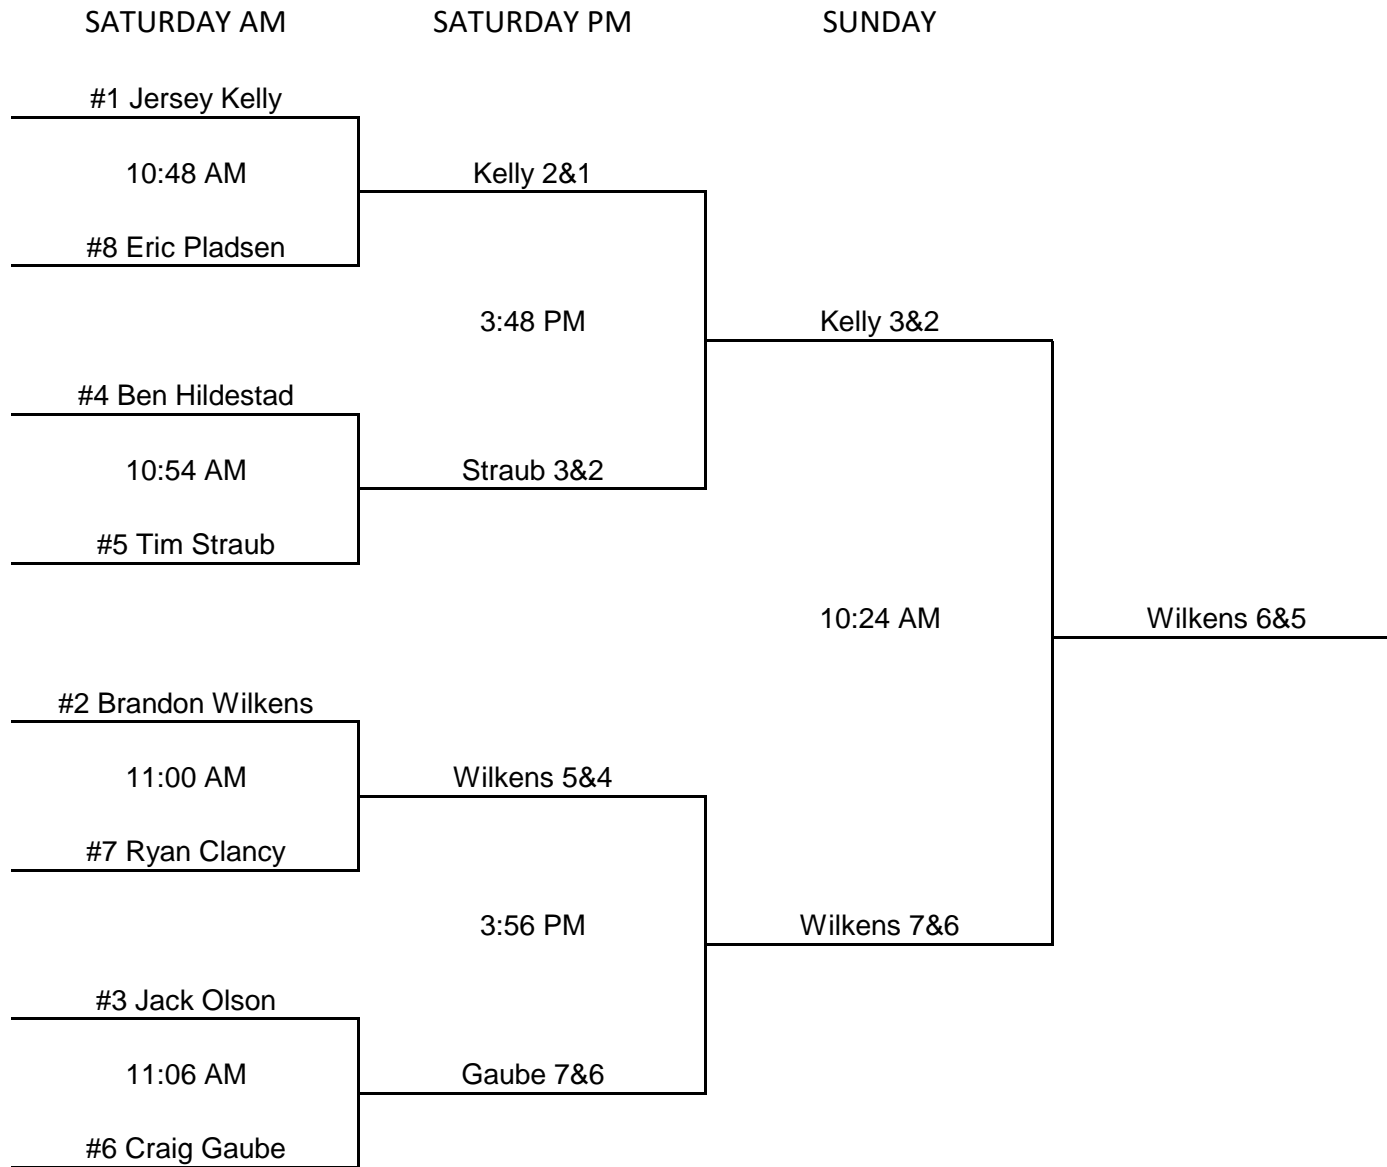 SATURDAY AM SATURDAY PM SUNDAY
#1 Jersey Kelly
10:48 AM Kelly 2&1
#8 Eric Pladsen
3:48 PM Kelly 3&2
#4 Ben Hildestad
10:54 AM Straub 3&2
#5 Tim Straub
10:24 AM Wilkens 6&5
#2 Brandon Wilkens
11:00 AM Wilkens 5&4
#7 Ryan Clancy
3:56 PM Wilkens 7&6
#3 Jack Olson
11:06 AM Gaube 7&6
#6 Craig Gaube